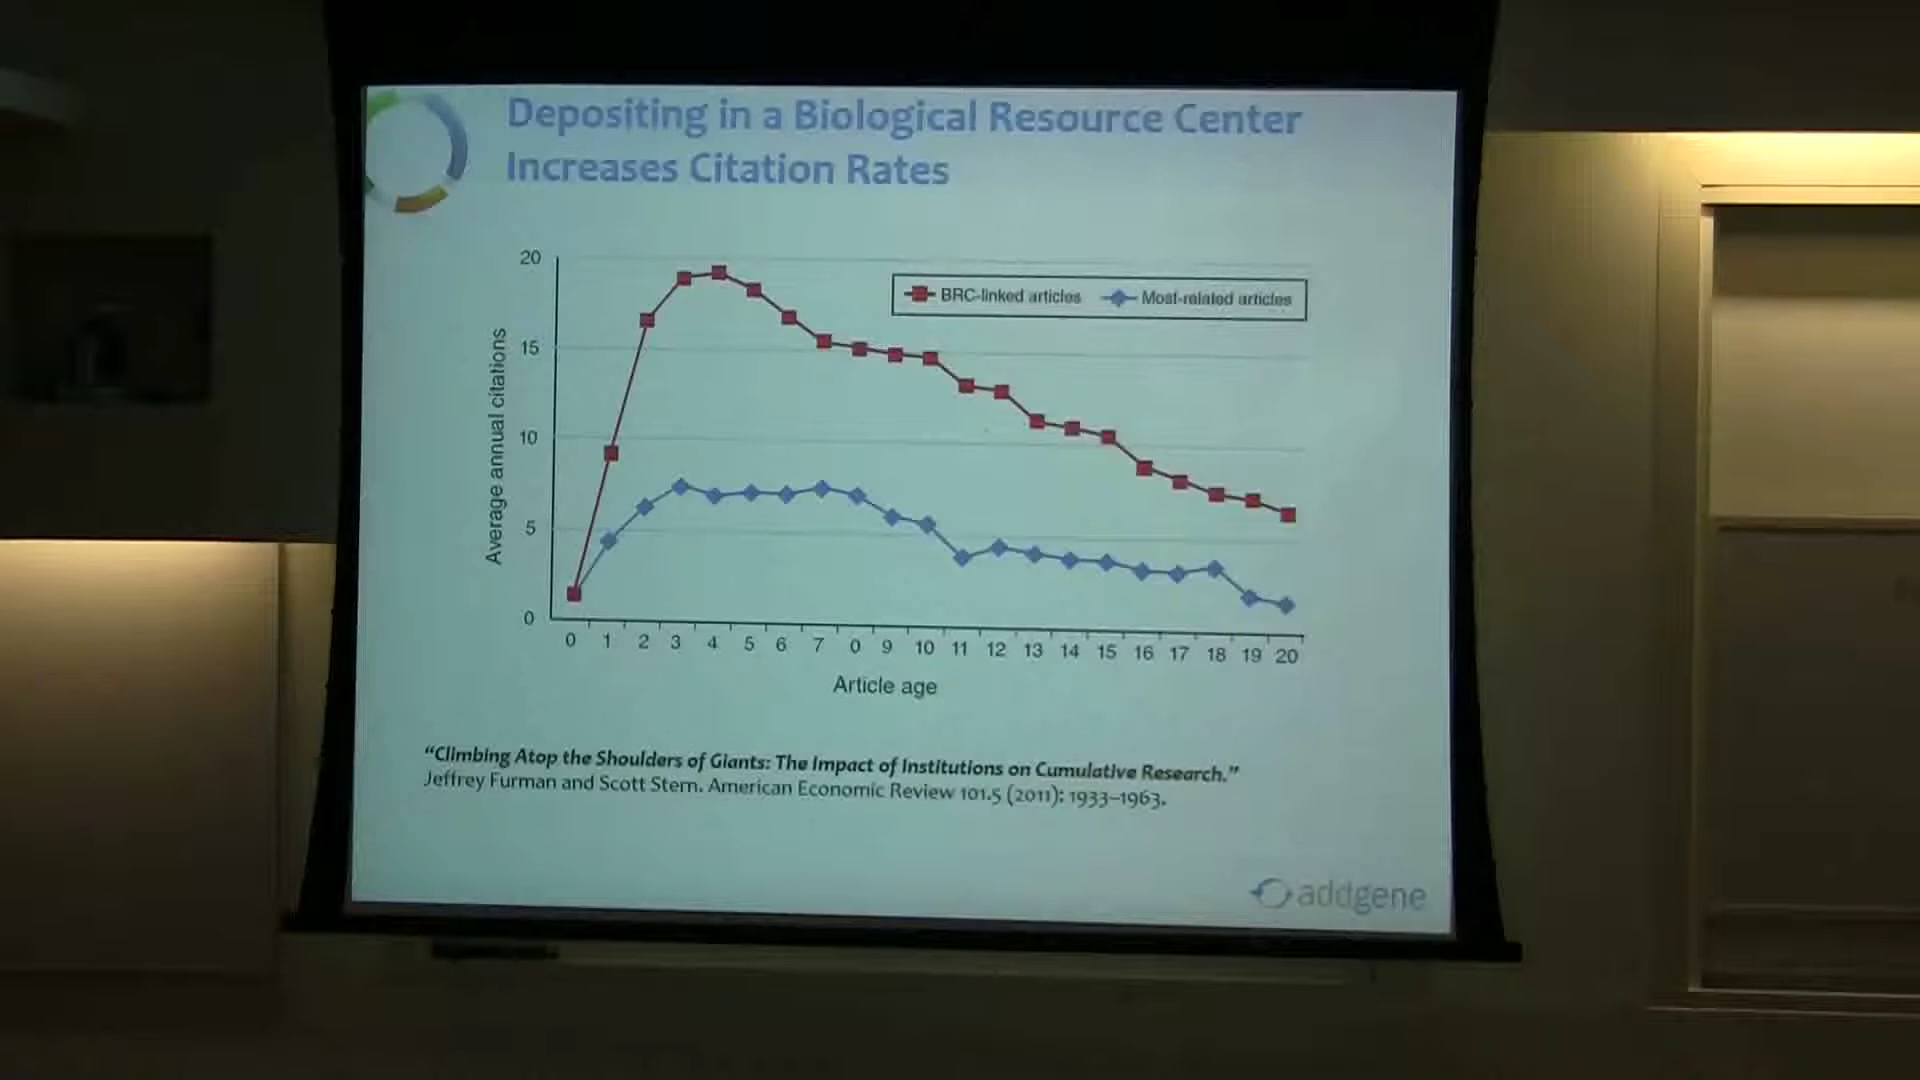 Depositing in a Biological Resource Center
Increases Citation Rates
20
15
10
5
0
Average annual citations
BRC-linked articles
Most-related articles
0 1 2 3 4 5 6 7 0 9 10 11 12 13 14 15 16 17 18 19 20
Article age
“Climbing Atop the Shoulders of Giants: The Impact of Institutions on Cumulative Research.”
Jeffrey Furman and Scott Stern. American Economic Review 101.5 (2011): 1933–1963.
addgene